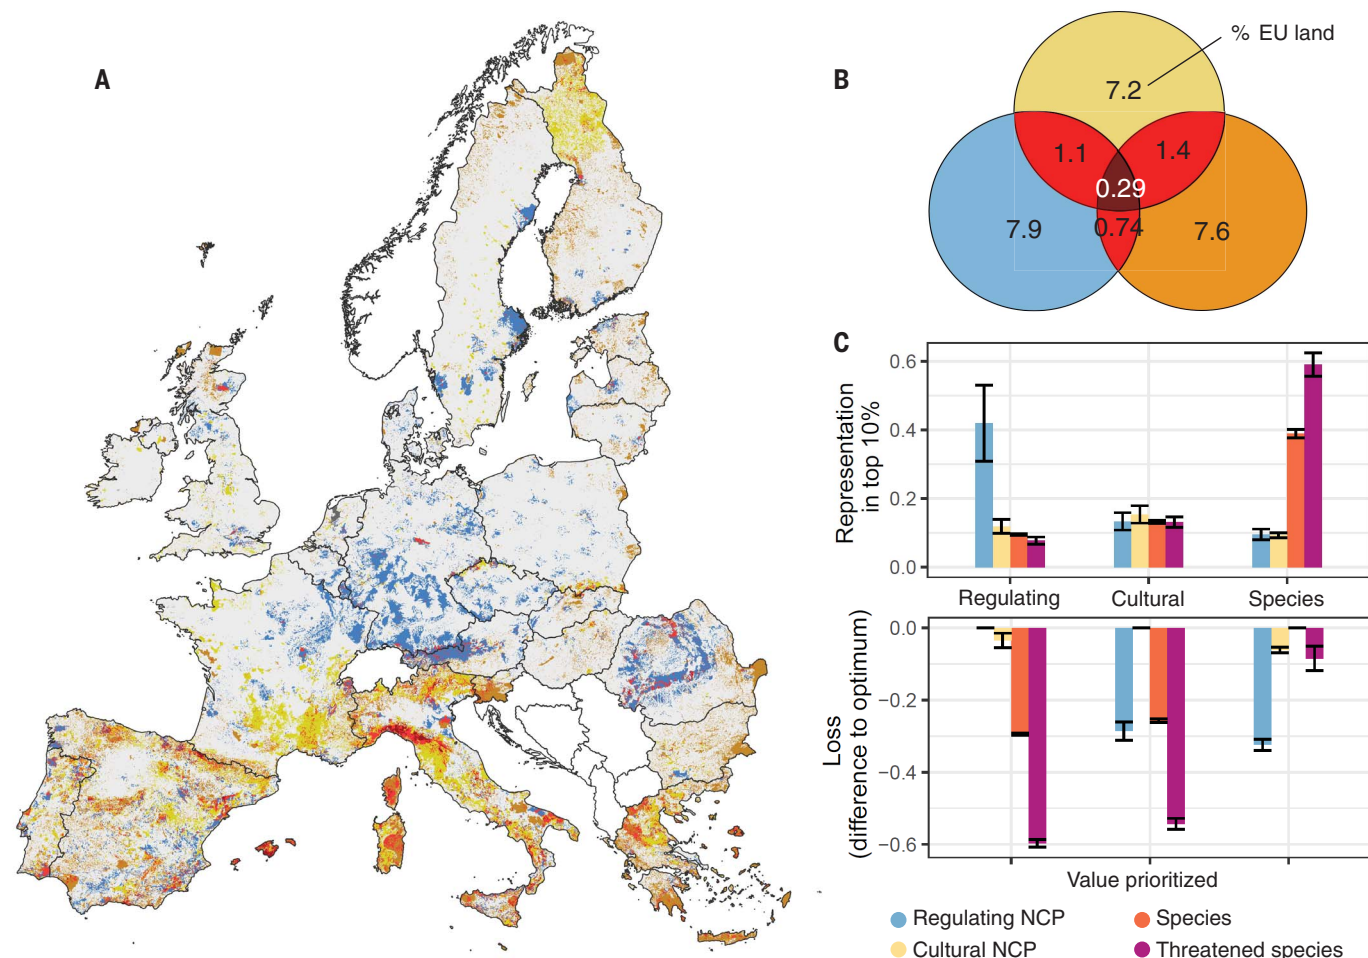 A
B
% EU land
7.2
1.1
1.4
0.29
7.9
0.74
7.6
C
Representation
in top 10%
0.6
0.4
0.2
0.0
Regulating
Cultural
Species
Loss
(difference to optimum)
0.0
−0.2
−0.4
−0.6
Value prioritized
Regulating NCP
Species
Cultural NCP
Threatened species